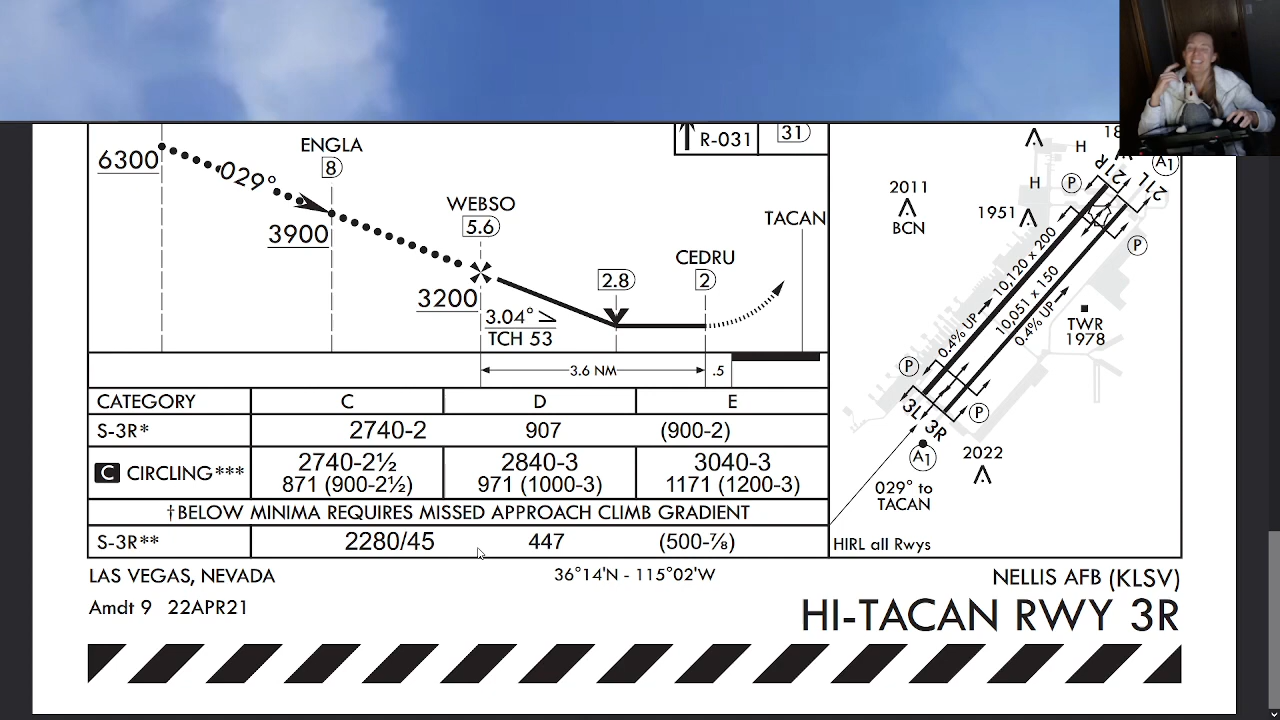 6300
029°
ENGLA
8
3900
WEBSO
5.6
3200
3.04°
TCH 53
2.8
CEDRU
2
TACAN
R-031
31
3.6 NM
.5
CATEGORY C D E
S-3R* 2740-2 907 (900-2)
C CIRCLING*** 2740-2½ 2840-3 3040-3
871 (900-2½) 971 (1000-3) 1171 (1200-3)
†BELOW MINIMA REQUIRES MISSED APPROACH CLIMB GRADIENT
S-3R** 2280/45 447 (500-⅞)
H
H
P
A1
21R
21L
2011
BCN
1951
P
10,120 x 200
0.4% UP
10,051 x 150
0.4% UP
TWR
1978
P
P
3L
3R
A1
2022
029° to
TACAN
HIRL all Rwys
LAS VEGAS, NEVADA
36°14'N - 115°02'W
NELLIS AFB (KLSV)
Amdt 9 22APR21
HI-TACAN RWY 3R